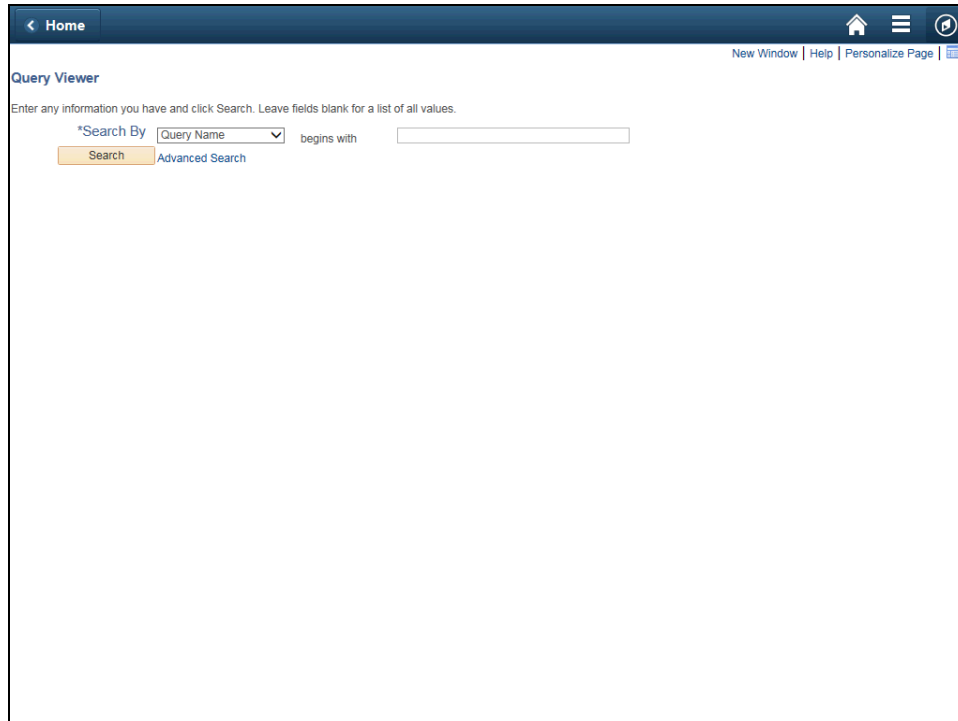 Home
New Window | Help | Personalize Page |
Query Viewer
Enter any information you have and click Search. Leave fields blank for a list of all values.
*Search By Query Name begins with
Search Advanced Search